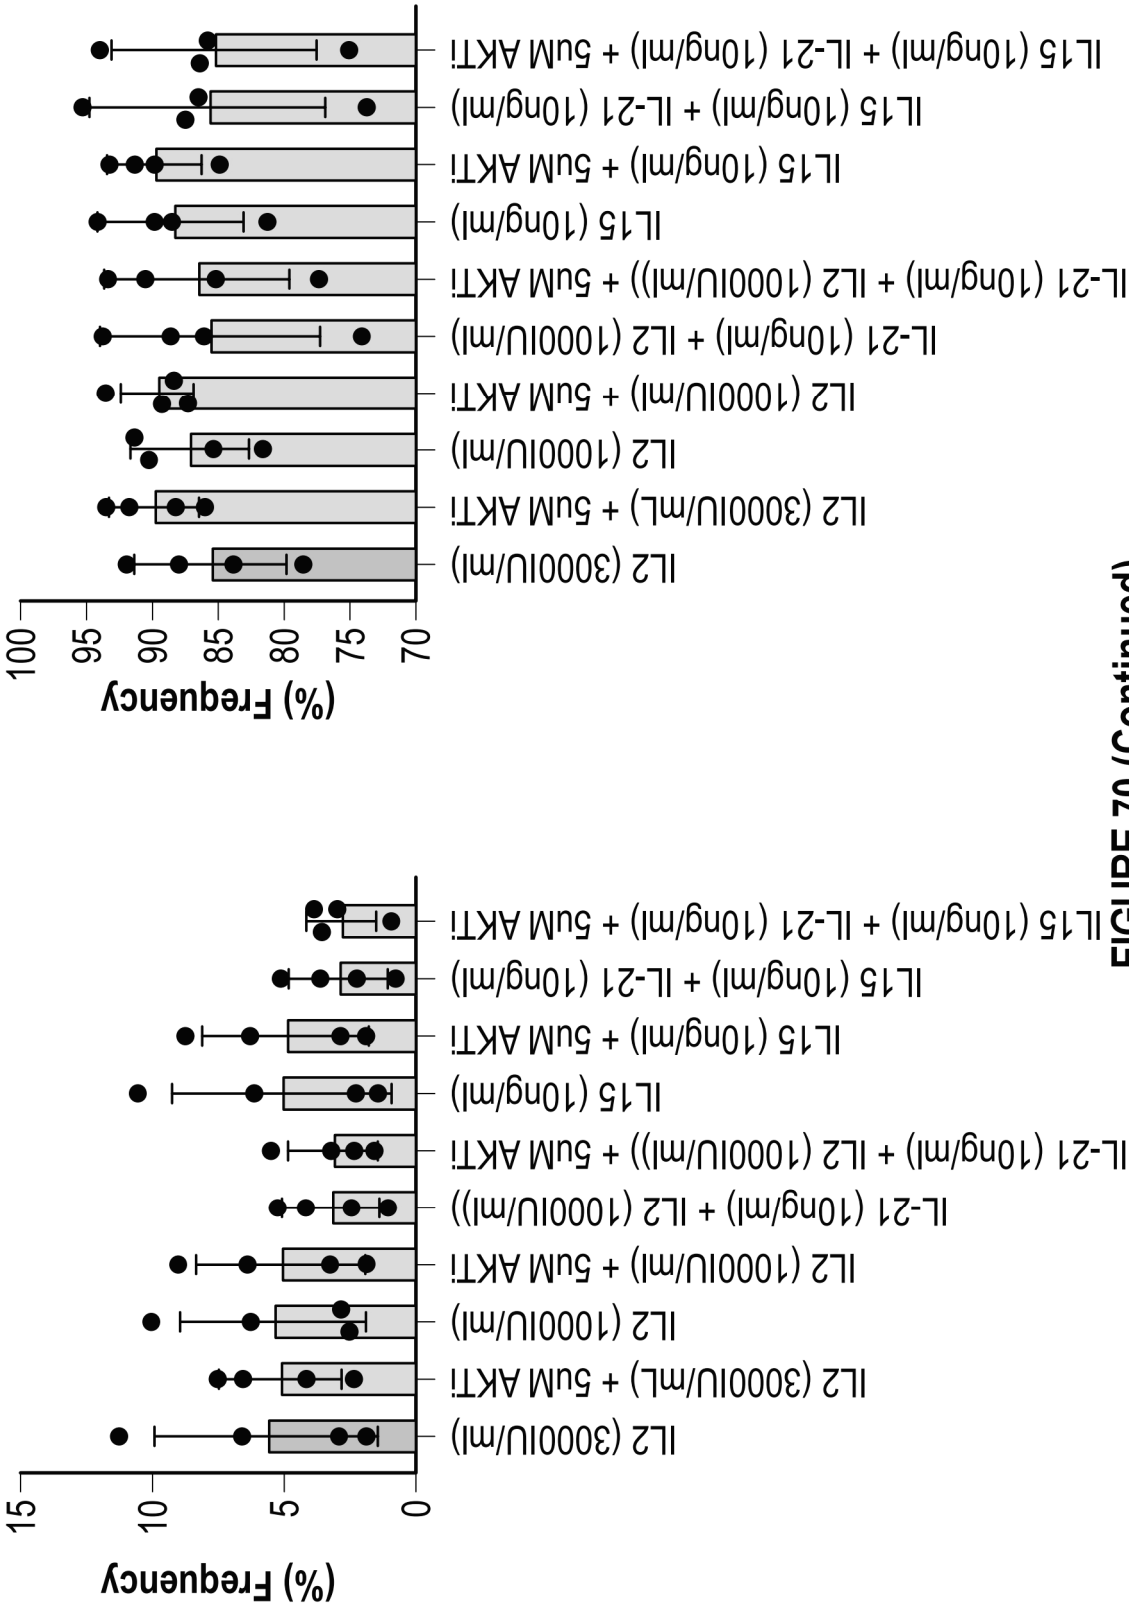 (%) Frequency
100
95
90
85
80
75
70
IL2 (3000IU/ml)
IL2 (3000IU/mL) + 5uM AKTi
IL2 (1000IU/ml)
IL2 (1000IU/ml) + 5uM AKTi
IL-21 (10ng/ml) + IL2 (1000IU/ml)
IL-21 (10ng/ml) + IL2 (1000IU/ml)) + 5uM AKTi
IL15 (10ng/ml)
IL15 (10ng/ml) + 5uM AKTi
IL15 (10ng/ml) + IL-21 (10ng/ml)
IL15 (10ng/ml) + IL-21 (10ng/ml) + 5uM AKTi
(%) Frequency
15
10
5
0
IL2 (3000IU/ml)
IL2 (3000IU/mL) + 5uM AKTi
IL2 (1000IU/ml)
IL2 (1000IU/ml) + 5uM AKTi
IL-21 (10ng/ml) + IL2 (1000IU/ml))
IL-21 (10ng/ml) + IL2 (1000IU/ml)) + 5uM AKTi
IL15 (10ng/ml)
IL15 (10ng/ml) + 5uM AKTi
IL15 (10ng/ml) + IL-21 (10ng/ml)
IL15 (10ng/ml) + IL-21 (10ng/ml) + 5uM AKTi
FIGURE 70 (Continued)